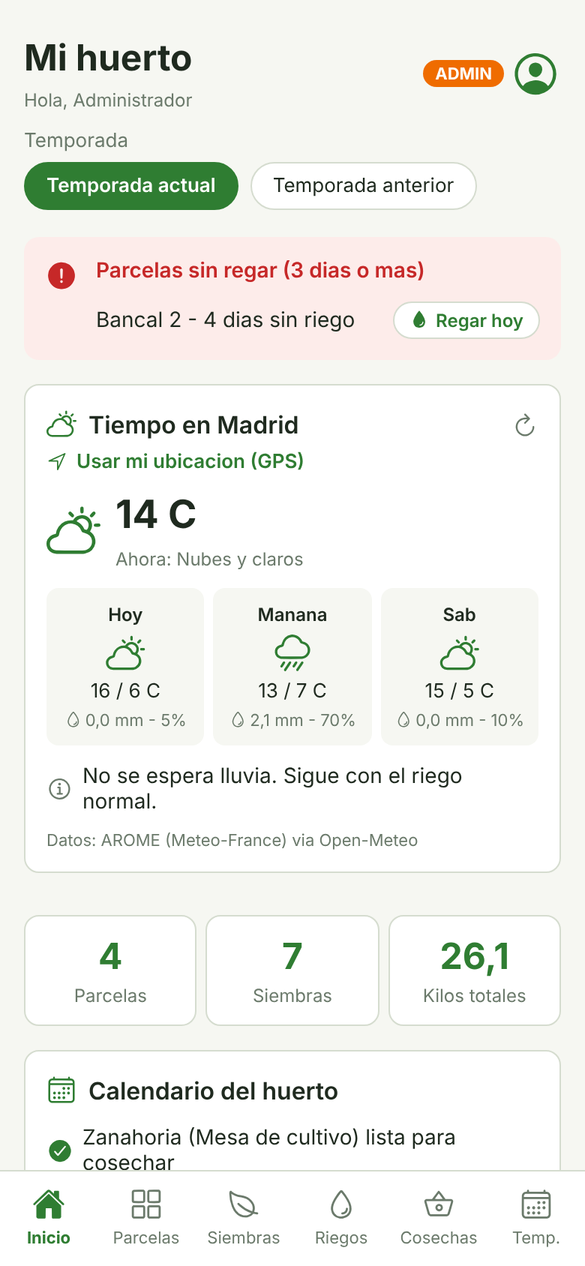 Mi huerto
ADMIN
Hola, Administrador
Temporada
Temporada actual
Temporada anterior
Parcelas sin regar (3 dias o mas)
Bancal 2 - 4 dias sin riego
Regar hoy
Tiempo en Madrid
Usar mi ubicacion (GPS)
14 C
Ahora: Nubes y claros
Hoy
16 / 6 C
0,0 mm - 5%
Manana
13 / 7 C
2,1 mm - 70%
Sab
15 / 5 C
0,0 mm - 10%
No se espera lluvia. Sigue con el riego
normal.
Datos: AROME (Meteo-France) via Open-Meteo
4
Parcelas
7
Siembras
26,1
Kilos totales
Calendario del huerto
Zanahoria (Mesa de cultivo) lista para
cosechar
Inicio
Parcelas
Siembras
Riegos
Cosechas
Temp.